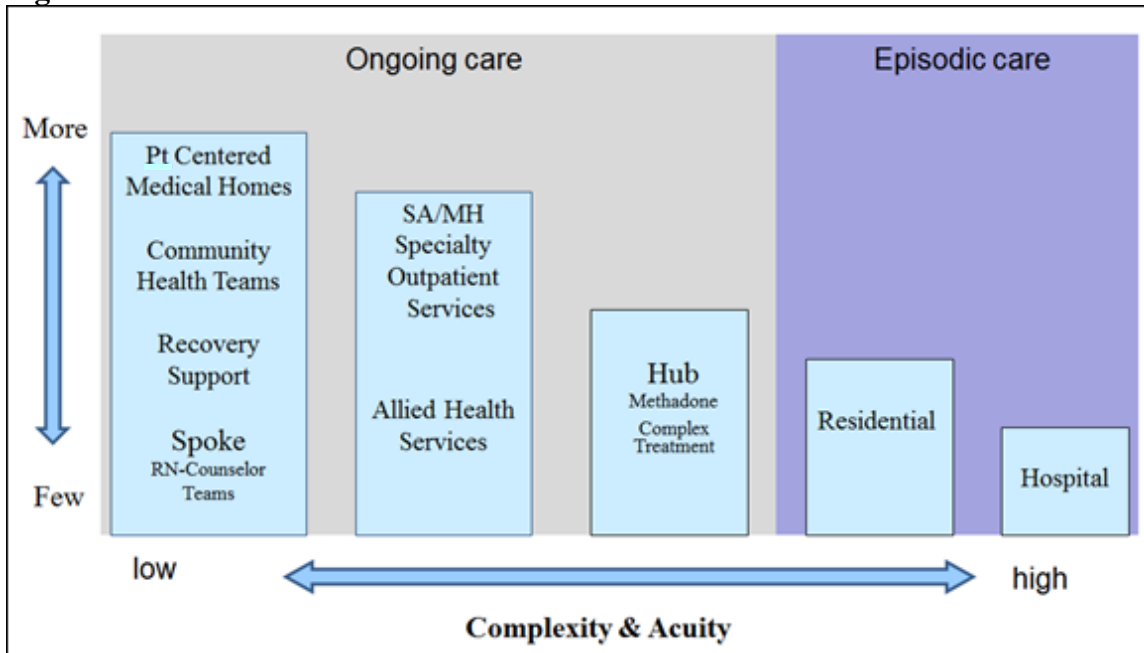 Ongoing care
Episodic care
More
Few
Pt Centered
Medical Homes
Community
Health Teams
Recovery
Support
Spoke
RN-Counselor
Teams
SA/MH
Specialty
Outpatient
Services
Allied Health
Services
Hub
Methadone
Complex
Treatment
Residential
Hospital
low
high
Complexity & Acuity